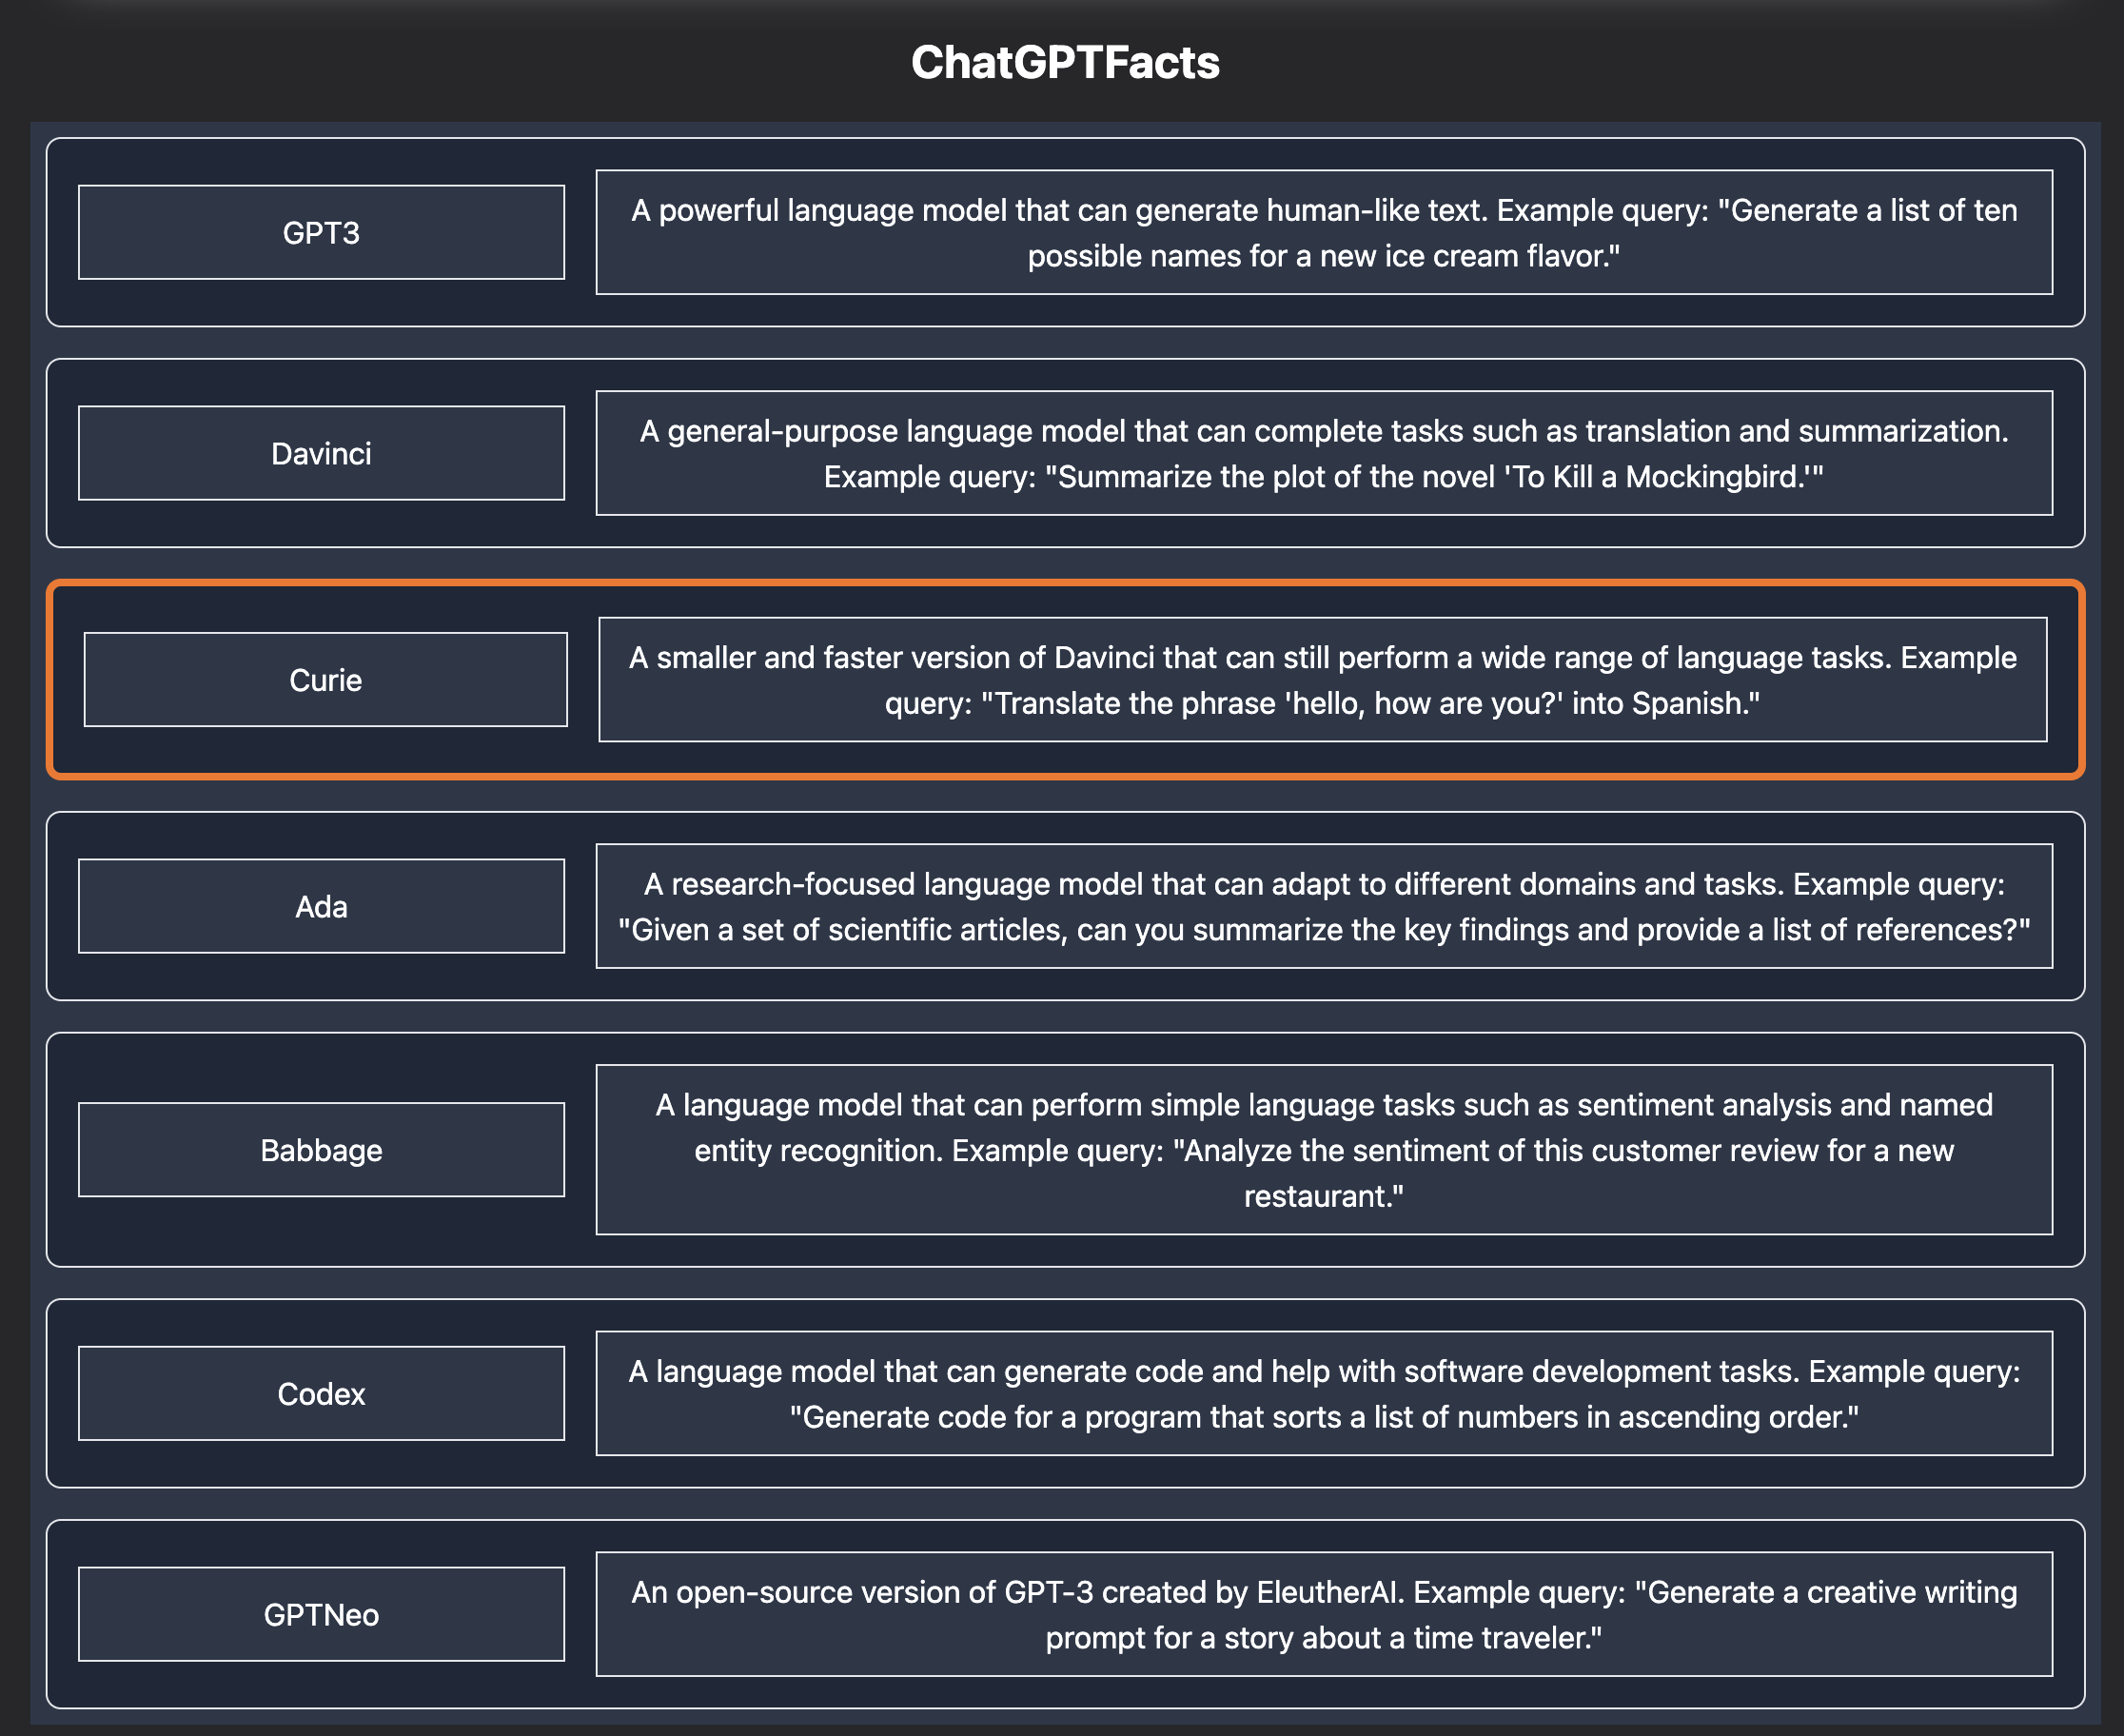 ChatGPTFacts
GPT3
A powerful language model that can generate human-like text. Example query: "Generate a list of ten
possible names for a new ice cream flavor."
Davinci
A general-purpose language model that can complete tasks such as translation and summarization.
Example query: "Summarize the plot of the novel 'To Kill a Mockingbird.'"
Curie
A smaller and faster version of Davinci that can still perform a wide range of language tasks. Example
query: "Translate the phrase 'hello, how are you?' into Spanish."
Ada
A research-focused language model that can adapt to different domains and tasks. Example query:
"Given a set of scientific articles, can you summarize the key findings and provide a list of references?"
Babbage
A language model that can perform simple language tasks such as sentiment analysis and named
entity recognition. Example query: "Analyze the sentiment of this customer review for a new
restaurant."
Codex
A language model that can generate code and help with software development tasks. Example query:
"Generate code for a program that sorts a list of numbers in ascending order."
GPTNeo
An open-source version of GPT-3 created by EleutherAI. Example query: "Generate a creative writing
prompt for a story about a time traveler."